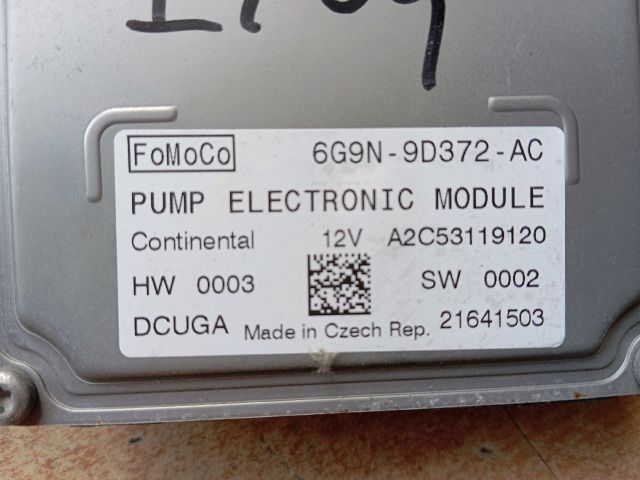 FoMoCo 6G9N-9D372-AC
PUMP ELECTRONIC MODULE
Continental 12V A2C53119120
HW 0003 SW 0002
DCUGA Made in Czech Rep. 21641503